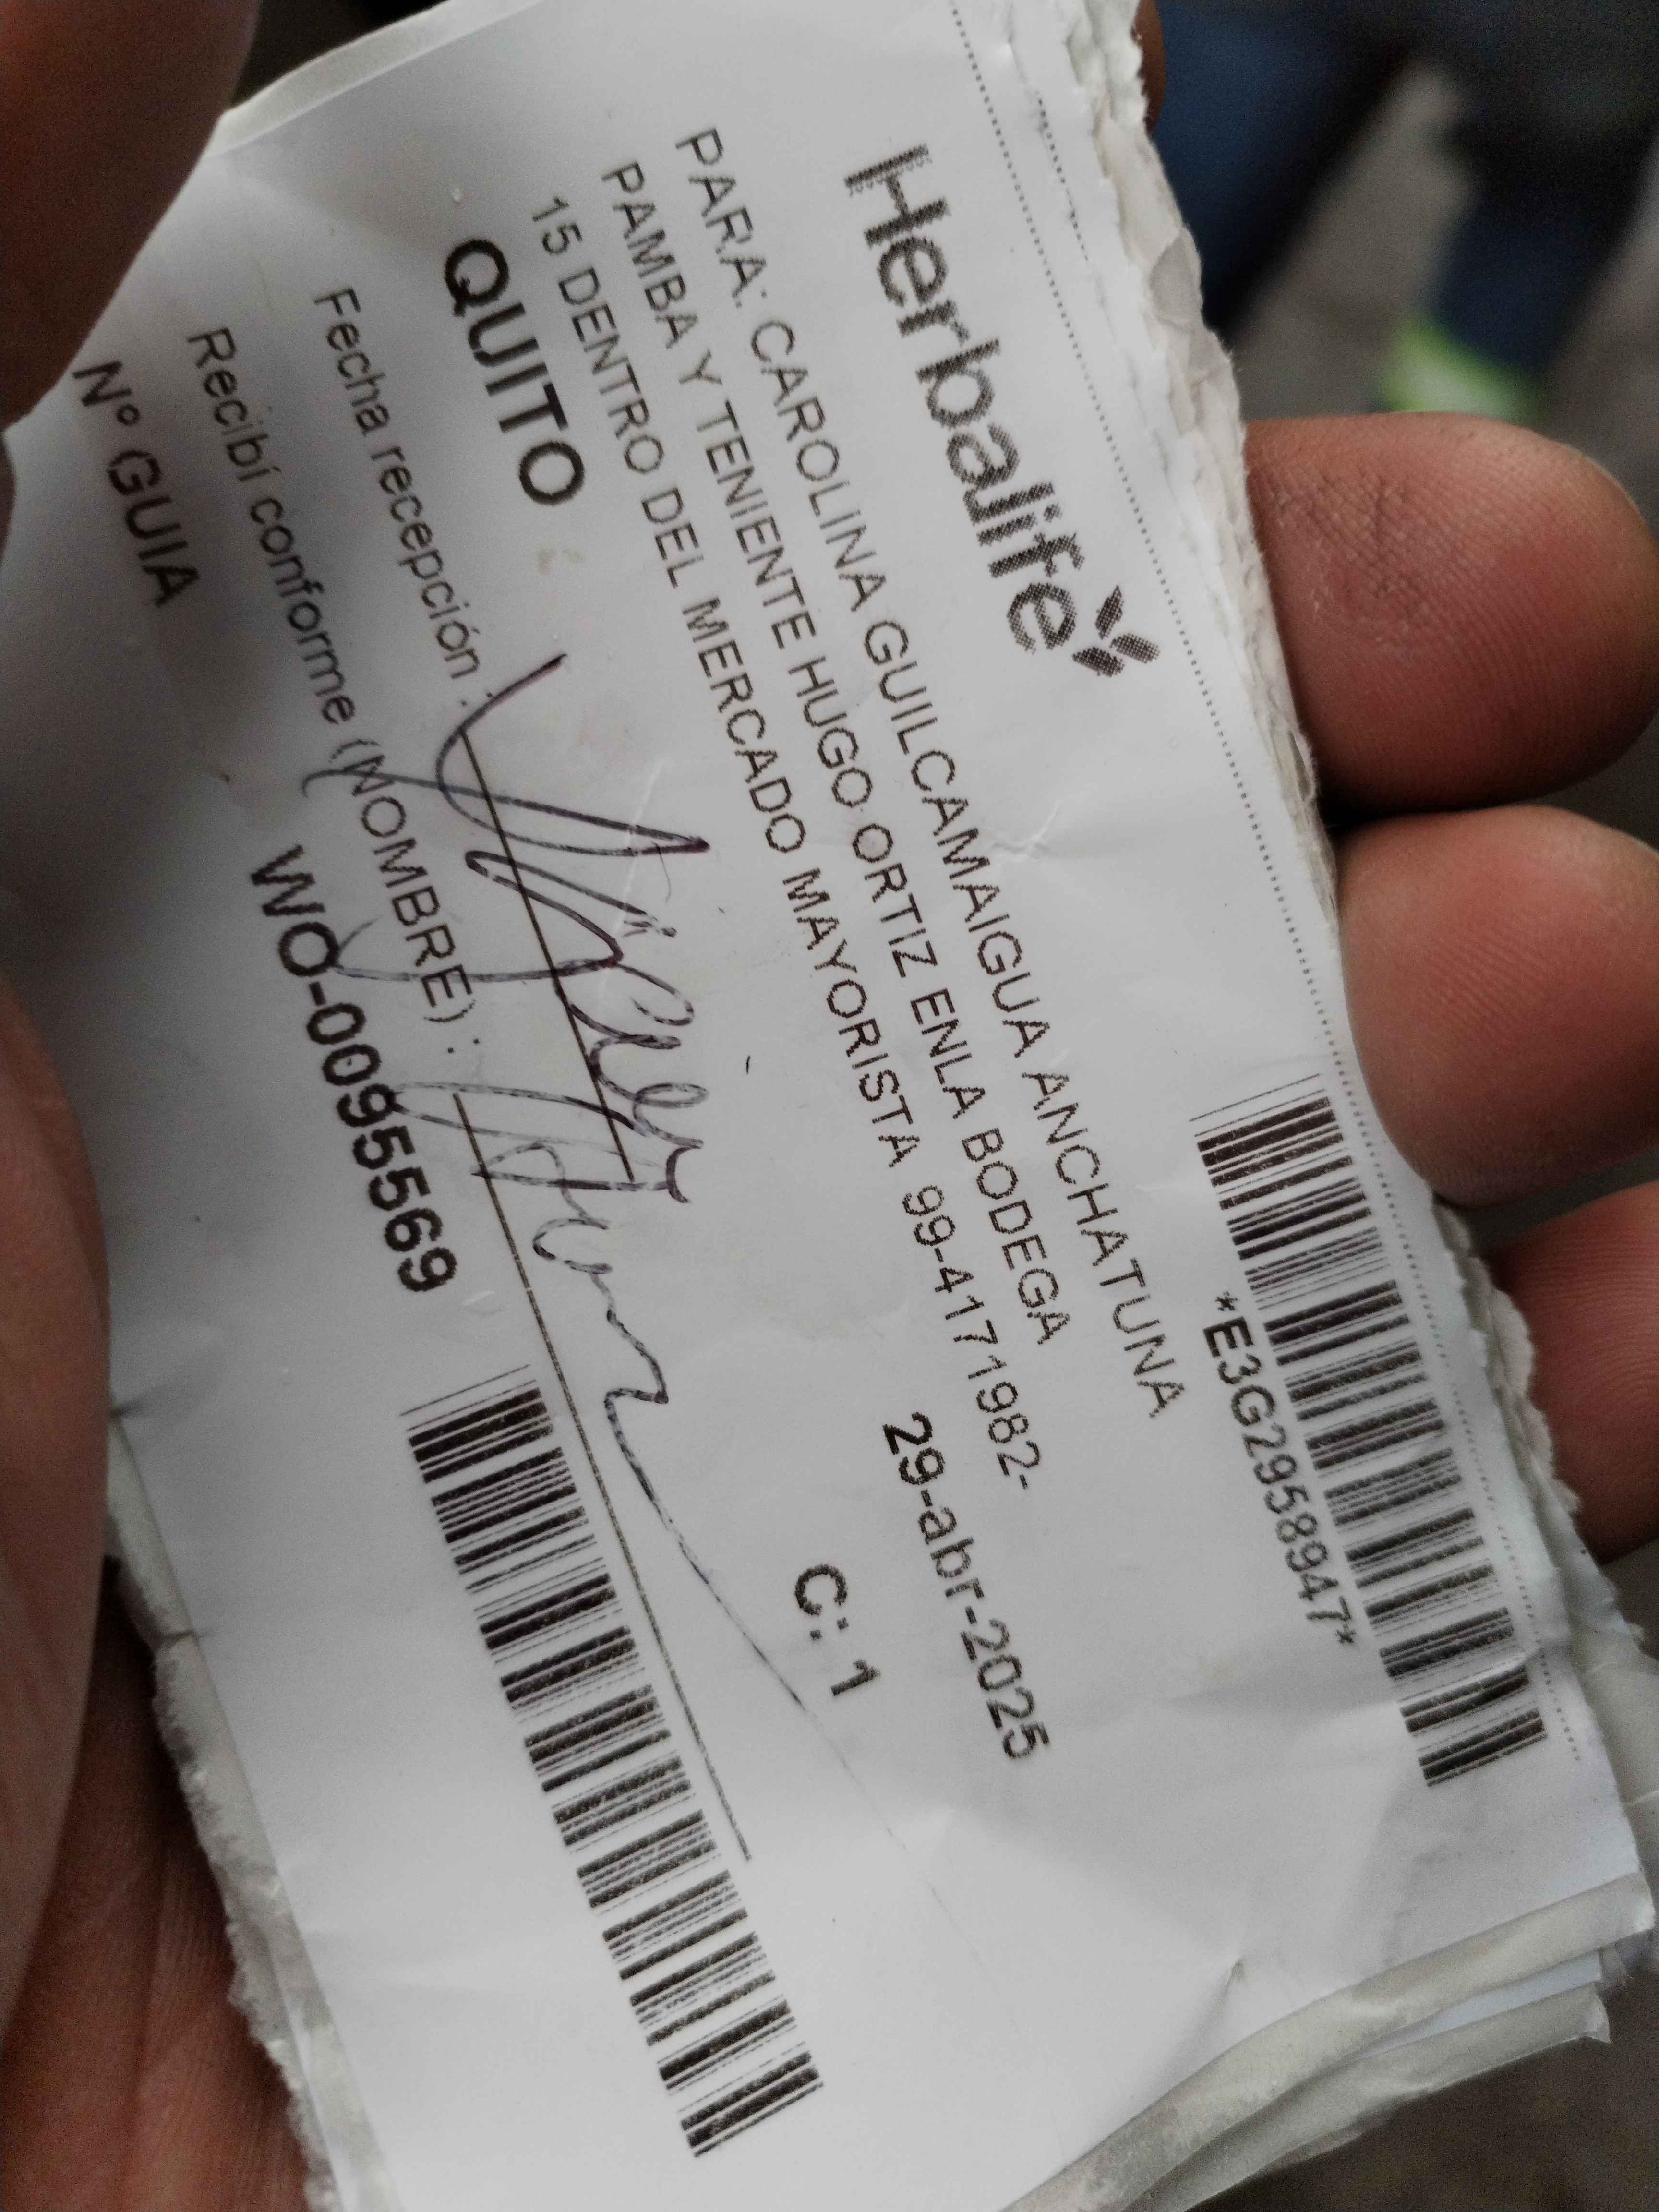 Herbalife
*E3G2958947*
PARA: CAROLINA GUILCAMAIGUA ANCHATUNA
PAMBA Y TENIENTE HUGO ORTIZ ENLA BODEGA
15 DENTRO DEL MERCADO MAYORISTA 99-4171982-
29-abr-2025
QUITO
C: 1
Fecha recepción :
Recibí conforme (NOMBRE) :
Nº GUIA
WO-0095569